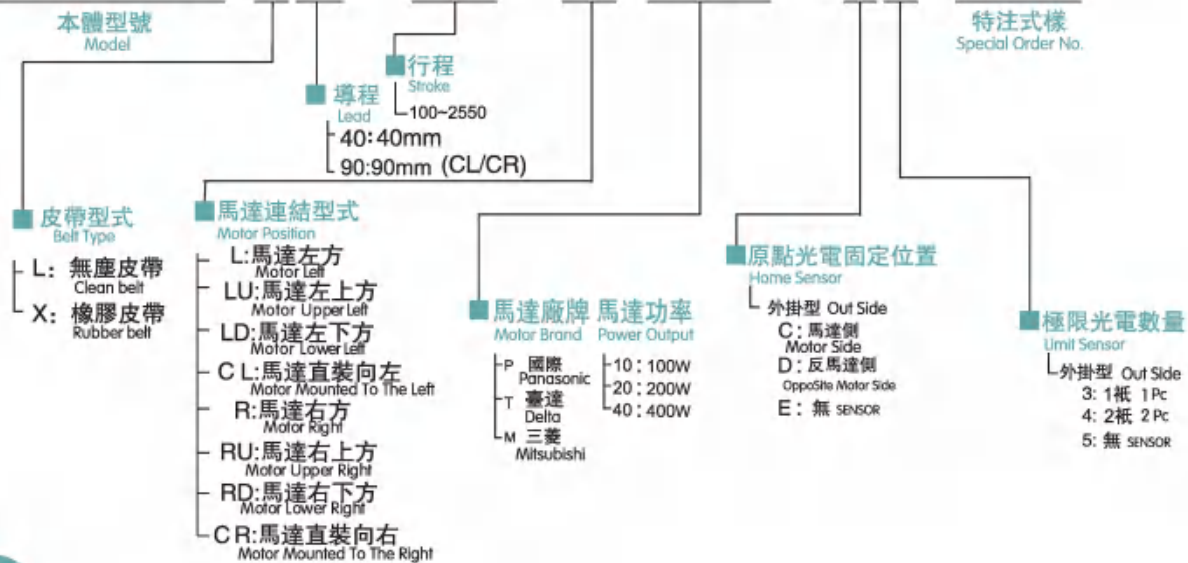 本體型號
Model
特注式樣
Special Order No.
行程
Stroke
100~2550
導程
Lead
40:40mm
90:90mm (CL/CR)
皮帶型式
Belt Type
L: 無塵皮帶
Clean belt
X: 橡膠皮帶
Rubber belt
馬達連結型式
Motor Position
L:馬達左方
Motor Left
LU:馬達左上方
Motor Upper Left
LD:馬達左下方
Motor Lower Left
CL:馬達直裝向左
Motor Mounted To The Left
R:馬達右方
Motor Right
RU:馬達右上方
Motor Upper Right
RD:馬達右下方
Motor Lower Right
CR:馬達直裝向右
Motor Mounted To The Right
馬達廠牌
Motor Brand
P 國際
Panasonic
T 臺達
Delta
M 三菱
Mitsubishi
馬達功率
Power Output
10:100W
20:200W
40:400W
原點光電固定位置
Home Sensor
外掛型 Out Side
C:馬達側
Motor Side
D:反馬達側
OppoSite Motor Side
E:無 SENSOR
極限光電數量
Umit Sensor
外掛型 Out Side
3: 1衹 1Pc
4: 2衹 2Pc
5: 無 SENSOR